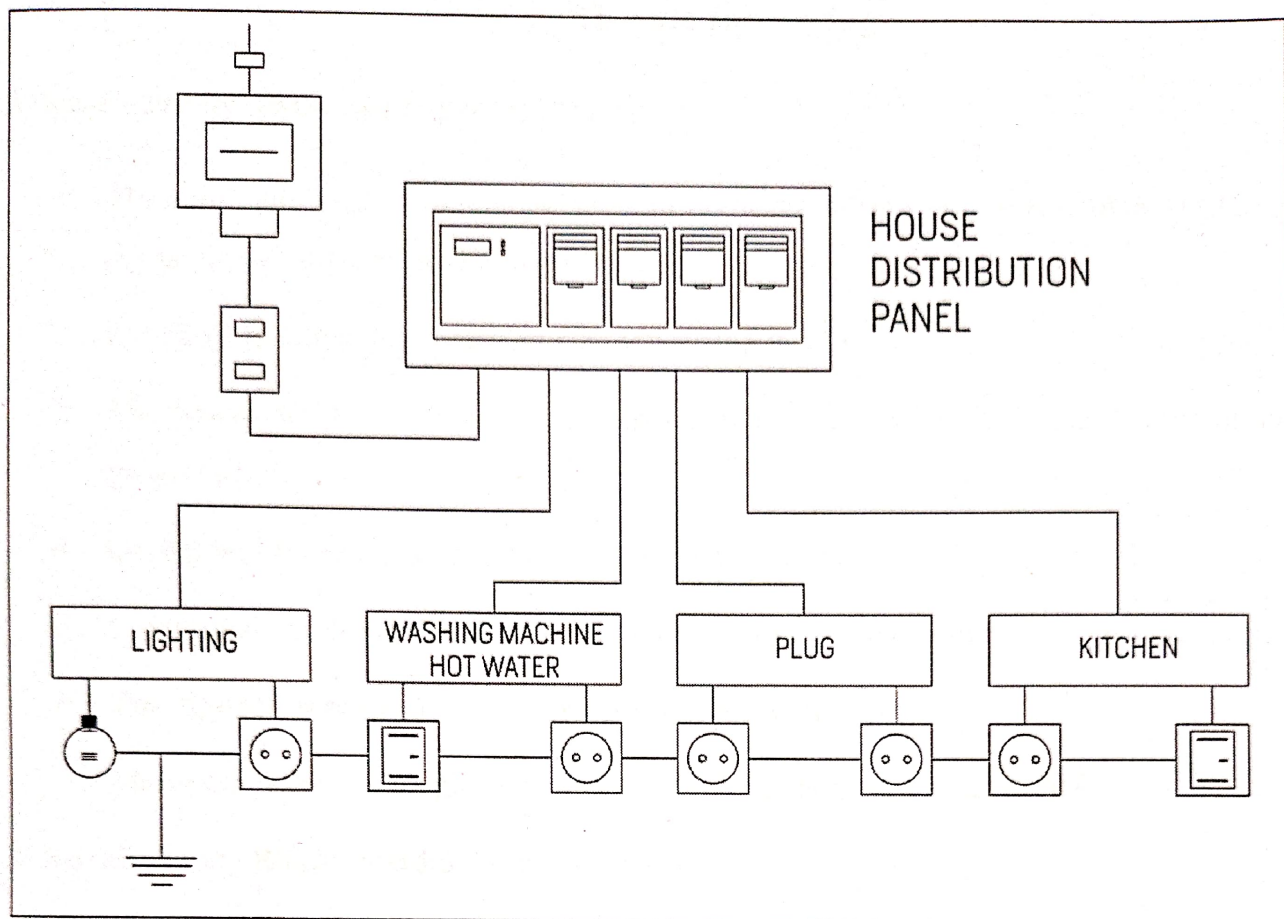 HOUSE
DISTRIBUTION
PANEL
LIGHTING
WASHING MACHINE
HOT WATER
PLUG
KITCHEN